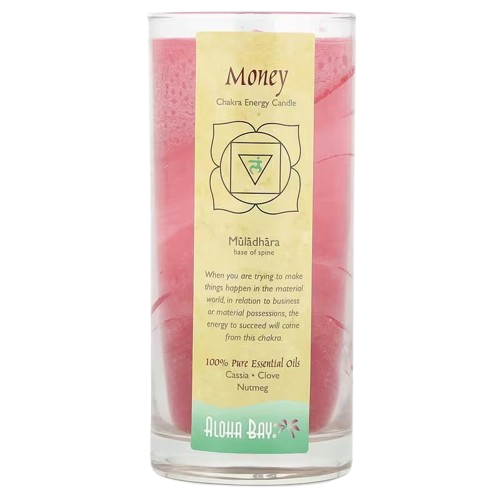 Money
Chakra Energy Candle
लं
Mūlādhāra
base of spine
When you are trying to make
things happen in the material
world, in relation to business
or material possessions, the
energy to succeed will come
from this chakra.
100% Pure Essential Oils
Cassia • Clove
Nutmeg
ALOHA BAY